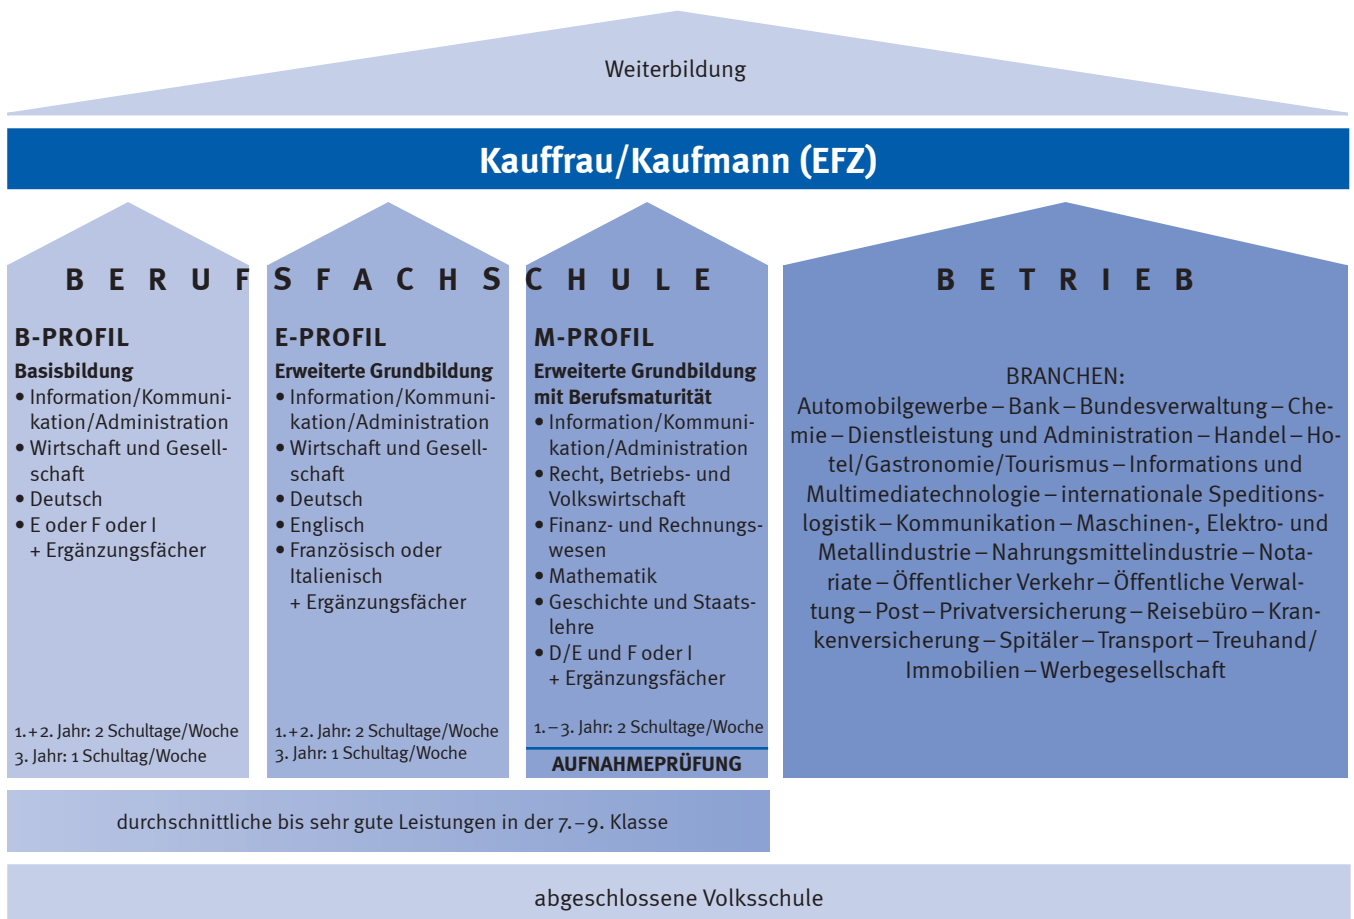 Weiterbildung
Kauffrau/Kaufmann (EFZ)
BERUFSFACHSCHULE
B-PROFIL
Basisbildung
• Information/Kommuni-
kation/Administration
• Wirtschaft und Gesell-
schaft
• Deutsch
• E oder F oder I
+ Ergänzungsfächer
1.+2. Jahr: 2 Schultage/Woche
3. Jahr: 1 Schultag/Woche
E-PROFIL
Erweiterte Grundbildung
• Information/Kommuni-
kation/Administration
• Wirtschaft und Gesell-
schaft
• Deutsch
• Englisch
• Französisch oder
Italienisch
+ Ergänzungsfächer
1.+2. Jahr: 2 Schultage/Woche
3. Jahr: 1 Schultag/Woche
M-PROFIL
Erweiterte Grundbildung
mit Berufsmaturität
• Information/Kommuni-
kation/Administration
• Recht, Betriebs- und
Volkswirtschaft
• Finanz- und Rechnungs-
wesen
• Mathematik
• Geschichte und Staats-
lehre
• D/E und F oder I
+ Ergänzungsfächer
1.–3. Jahr: 2 Schultage/Woche
AUFNAHMEPRÜFUNG
BETRIEB
BRANCHEN:
Automobilgewerbe – Bank – Bundesverwaltung – Che-
mie – Dienstleistung und Administration – Handel – Ho-
tel/Gastronomie/Tourismus – Informations und
Multimediatechnologie – internationale Speditions-
logistik – Kommunikation – Maschinen-, Elektro- und
Metallindustrie – Nahrungsmittelindustrie – Nota-
riate – Öffentlicher Verkehr – Öffentliche Verwal-
tung – Post – Privatversicherung – Reisebüro – Kran-
kenversicherung – Spitäler – Transport – Treuhand/
Immobilien – Werbegesellschaft
durchschnittliche bis sehr gute Leistungen in der 7.–9. Klasse
abgeschlossene Volksschule